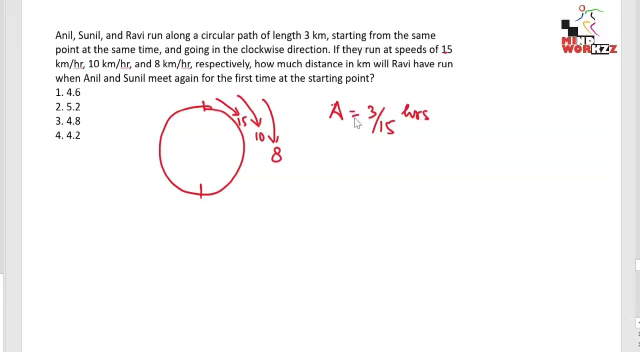 Anil, Sunil, and Ravi run along a circular path of length 3 km, starting from the same
point at the same time, and going in the clockwise direction. If they run at speeds of 15
km/hr, 10 km/hr, and 8 km/hr, respectively, how much distance in km will Ravi have run
when Anil and Sunil meet again for the first time at the starting point?
1. 4.6
2. 5.2
3. 4.8
4. 4.2
A = 3/15 hrs
15
10
8
MIND
WORKZZ